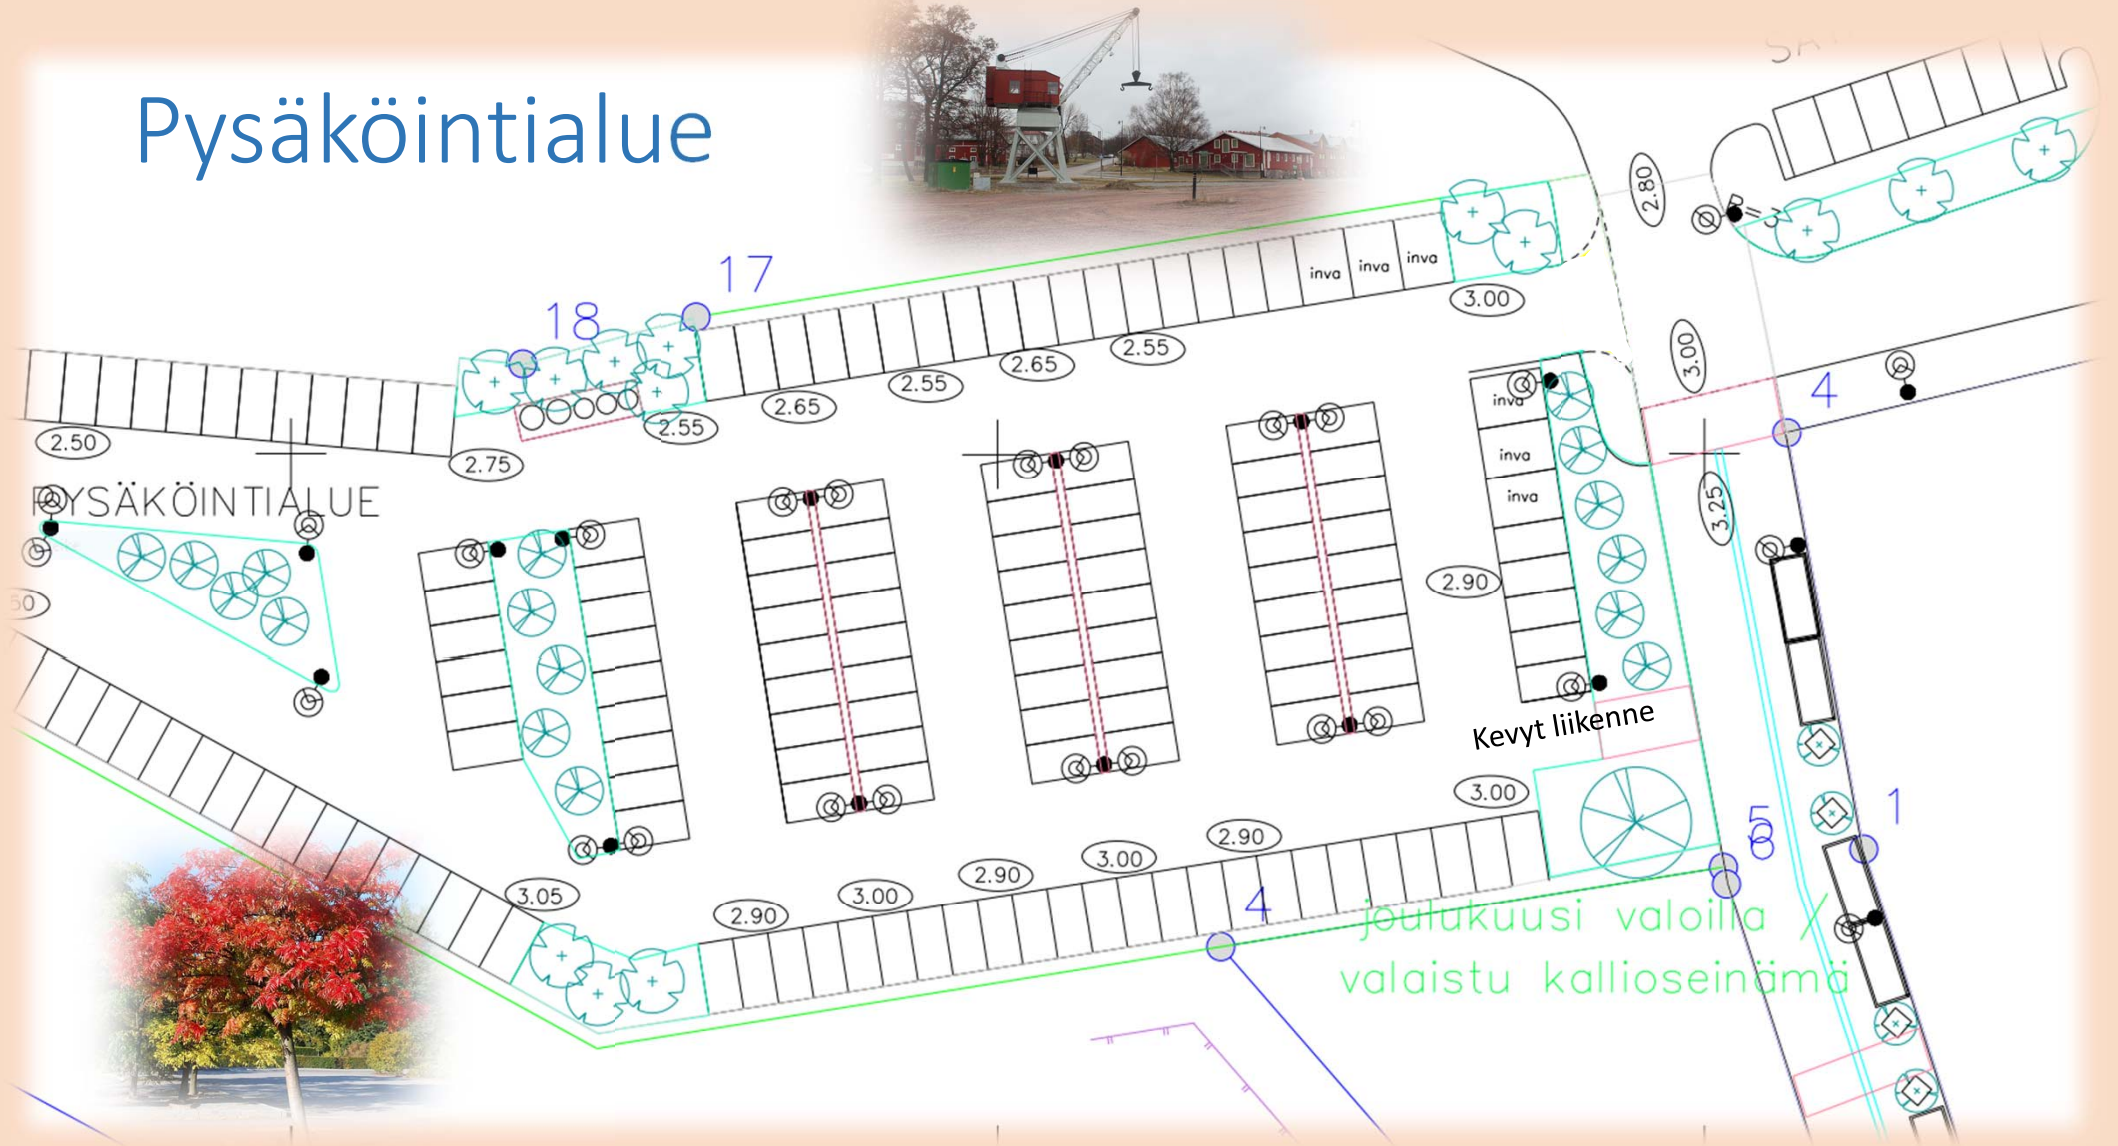 Pysäköintialue
17
18
inva
inva
inva
2.80
R=3
3.00
3.00
2.55
2.65
2.55
2.65
2.55
2.50
2.75
4
inva
inva
inva
PYSÄKÖINTIALUE
3.25
2.90
Kevyt liikenne
3.00
5
6
1
2.90
3.00
2.90
3.00
2.90
3.05
4
joulukuusi valoilla /
valaistu kallioseinämä